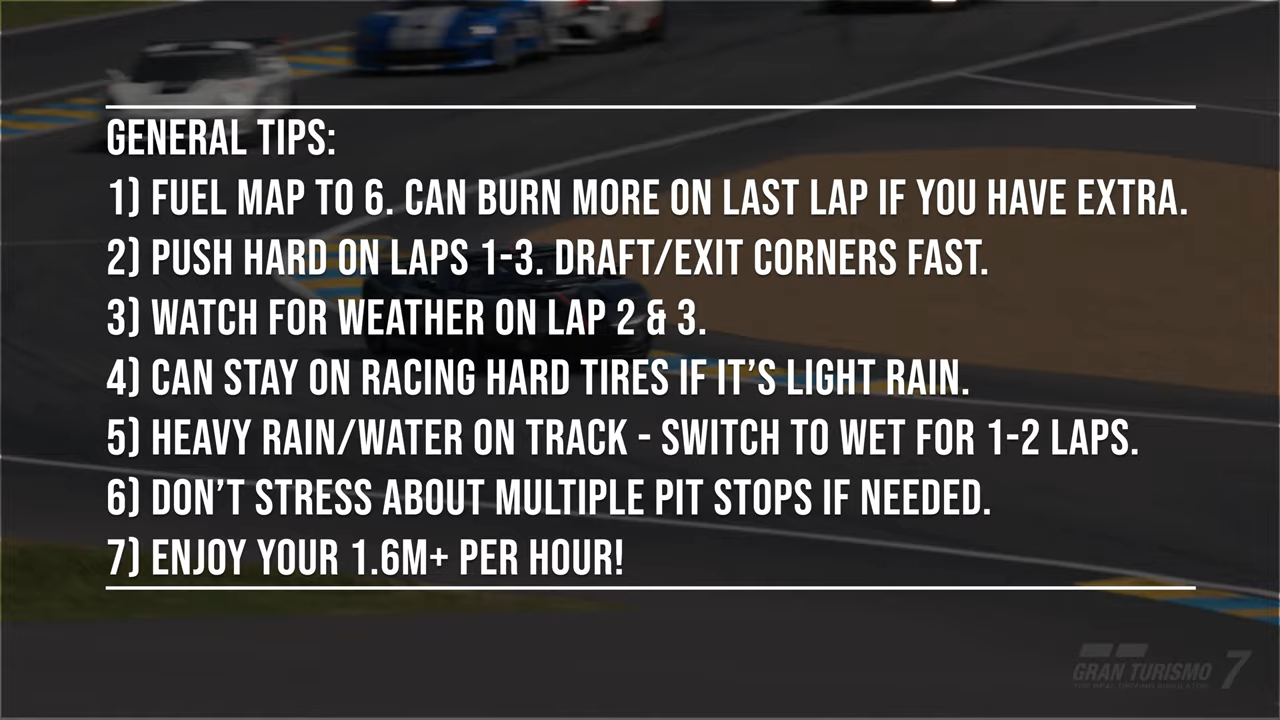 GENERAL TIPS:
1) FUEL MAP TO 6. CAN BURN MORE ON LAST LAP IF YOU HAVE EXTRA.
2) PUSH HARD ON LAPS 1-3. DRAFT/EXIT CORNERS FAST.
3) WATCH FOR WEATHER ON LAP 2 & 3.
4) CAN STAY ON RACING HARD TIRES IF IT’S LIGHT RAIN.
5) HEAVY RAIN/WATER ON TRACK - SWITCH TO WET FOR 1-2 LAPS.
6) DON’T STRESS ABOUT MULTIPLE PIT STOPS IF NEEDED.
7) ENJOY YOUR 1.6M+ PER HOUR!
GRAN TURISMO 7
THE REAL DRIVING SIMULATOR